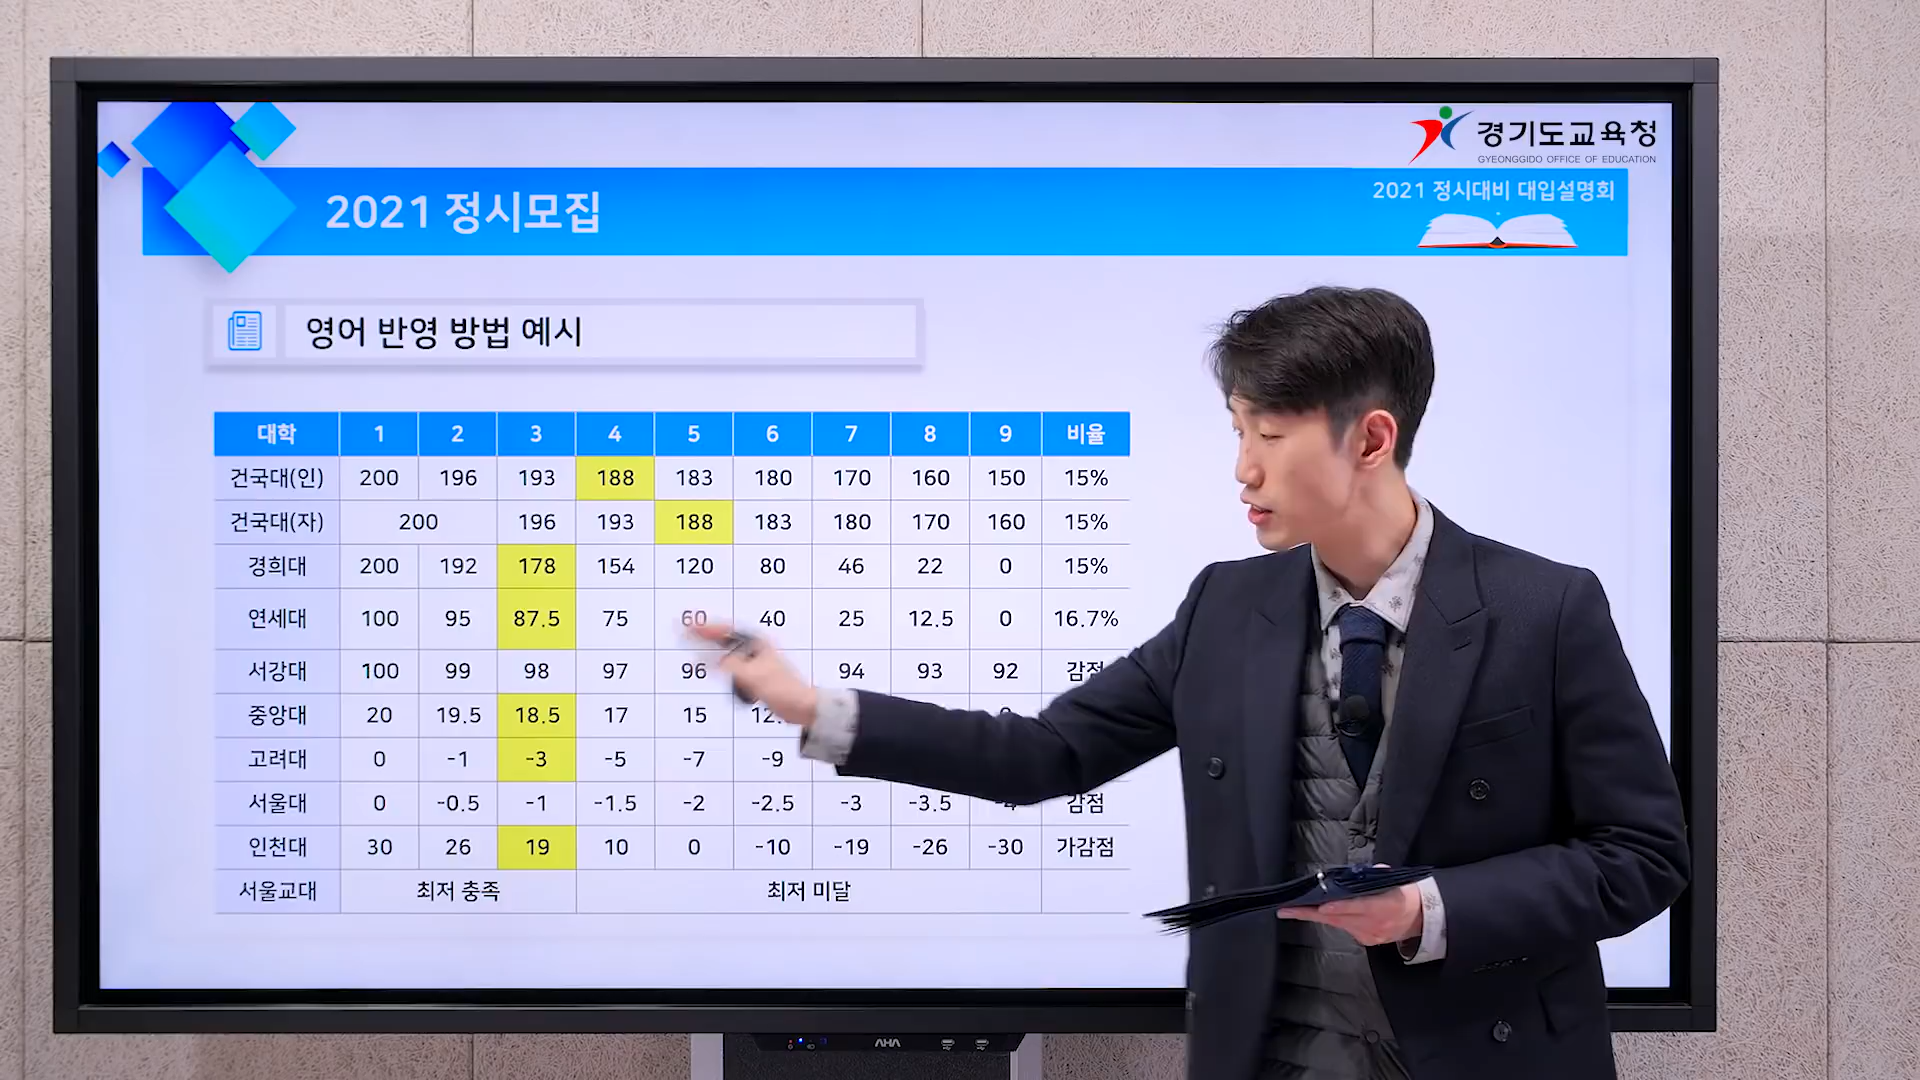 경기도교육청
GYEONGGIDO OFFICE OF EDUCATION
2021 정시대비 대입설명회
2021 정시모집
영어 반영 방법 예시
대학 1 2 3 4 5 6 7 8 9 비율
건국대(인) 200 196 193 188 183 180 170 160 150 15%
건국대(자) 200 196 193 188 183 180 170 160 15%
경희대 200 192 178 154 120 80 46 22 0 15%
연세대 100 95 87.5 75 60 40 25 12.5 0 16.7%
서강대 100 99 98 97 96 94 93 92
중앙대 20 19.5 18.5 17 15
고려대 0 -1 -3 -5 -7 -9
서울대 0 -0.5 -1 -1.5 -2 -2.5 -3 -3.5 감점
인천대 30 26 19 10 0 -10 -19 -26 -30 가감점
서울교대 최저 충족 최저 미달
AHA